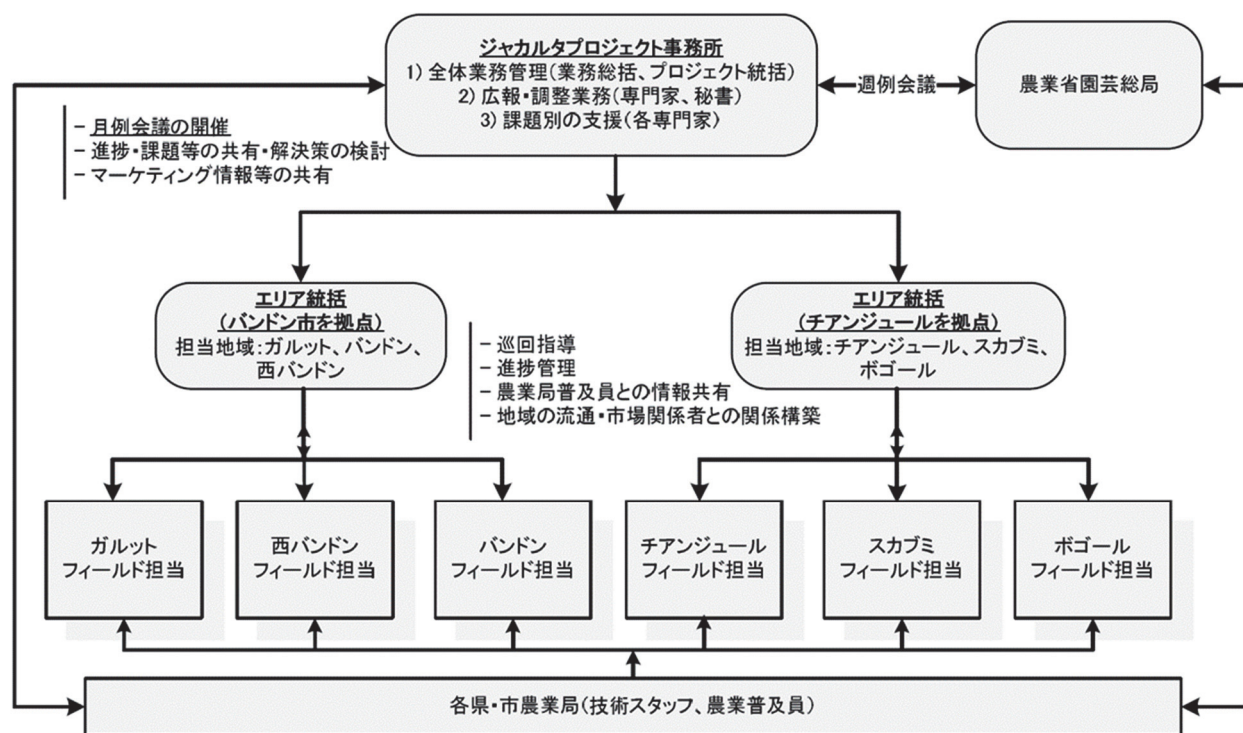 ジャカルタプロジェクト事務所
1) 全体業務管理(業務総括、プロジェクト統括)
2) 広報・調整業務(専門家、秘書)
3) 課題別の支援(各専門家)
週例会議
農業省園芸総局
− 月例会議の開催
− 進捗・課題等の共有・解決策の検討
− マーケティング情報等の共有
エリア統括
(バンドン市を拠点)
担当地域:ガルット、バンドン、
西バンドン
− 巡回指導
− 進捗管理
− 農業局普及員との情報共有
− 地域の流通・市場関係者との関係構築
エリア統括
(チアンジュールを拠点)
担当地域:チアンジュール、スカブミ、
ボゴール
ガルット
フィールド担当
西バンドン
フィールド担当
バンドン
フィールド担当
チアンジュール
フィールド担当
スカブミ
フィールド担当
ボゴール
フィールド担当
各県・市農業局(技術スタッフ、農業普及員)